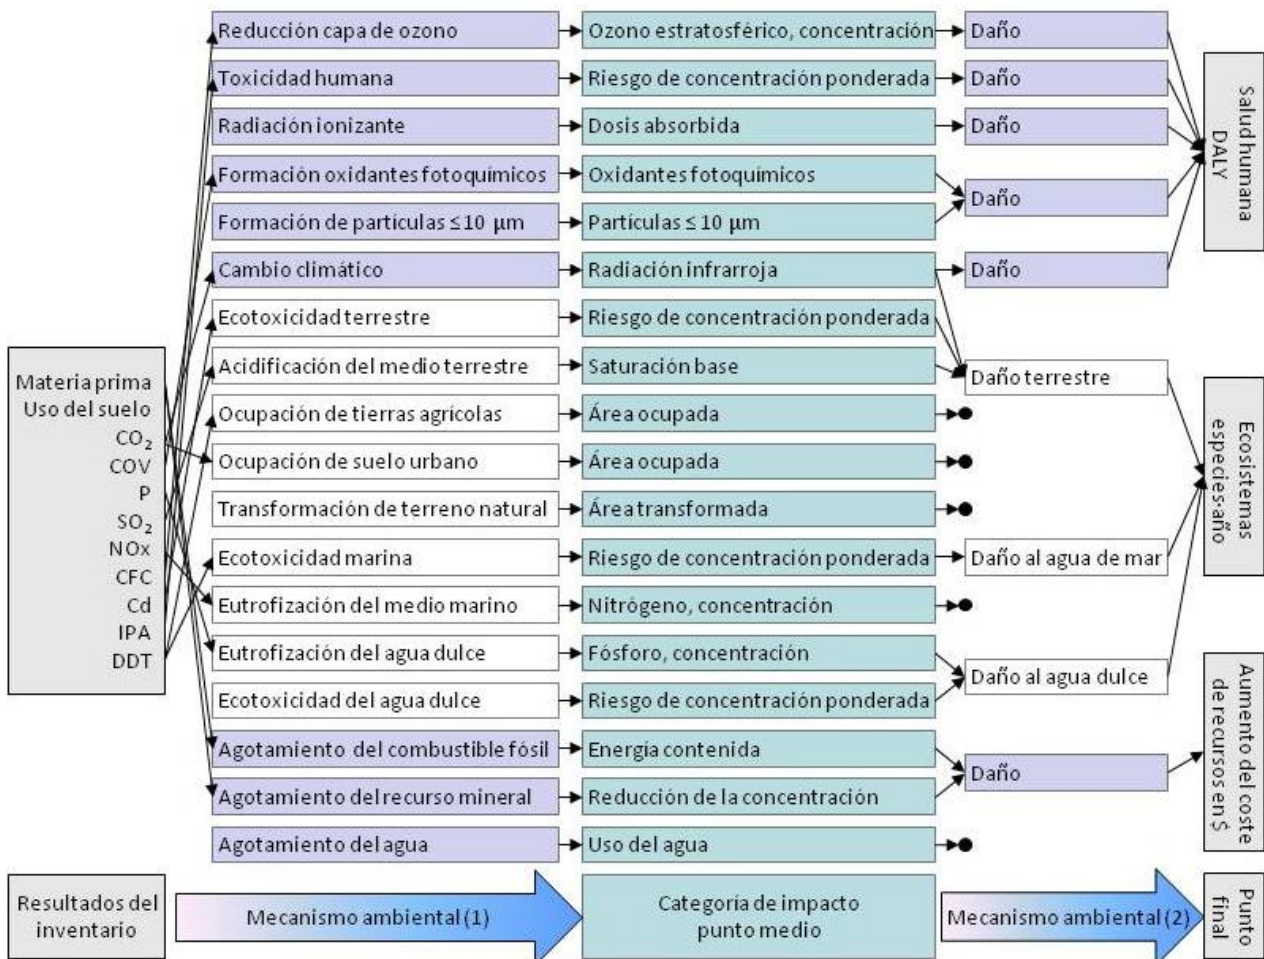 Reducción capa de ozono
Ozono estratosférico, concentración
Daño
Toxicidad humana
Riesgo de concentración ponderada
Daño
Radiación ionizante
Dosis absorbida
Daño
Formación oxidantes fotoquímicos
Oxidantes fotoquímicos
Formación de partículas ≤10 µm
Partículas ≤ 10 µm
Daño
Cambio climático
Radiación infrarroja
Daño
Salud humana
DALY
Ecotoxicidad terrestre
Riesgo de concentración ponderada
Acidificación del medio terrestre
Saturación base
Daño terrestre
Ocupación de tierras agrícolas
Área ocupada
Ocupación de suelo urbano
Área ocupada
Transformación de terreno natural
Área transformada
Ecotoxicidad marina
Riesgo de concentración ponderada
Daño al agua de mar
Eutrofización del medio marino
Nitrógeno, concentración
Eutrofización del agua dulce
Fósforo, concentración
Ecotoxicidad del agua dulce
Riesgo de concentración ponderada
Daño al agua dulce
Ecosistemas
especies·año
Agotamiento del combustible fósil
Energía contenida
Agotamiento del recurso mineral
Reducción de la concentración
Daño
Agotamiento del agua
Uso del agua
Aumento del coste
de recursos en $
Materia prima
Uso del suelo
CO₂
COV
P
SO₂
NOx
CFC
Cd
IPA
DDT
Resultados del
inventario
Mecanismo ambiental (1)
Categoría de impacto
punto medio
Mecanismo ambiental (2)
Punto
final